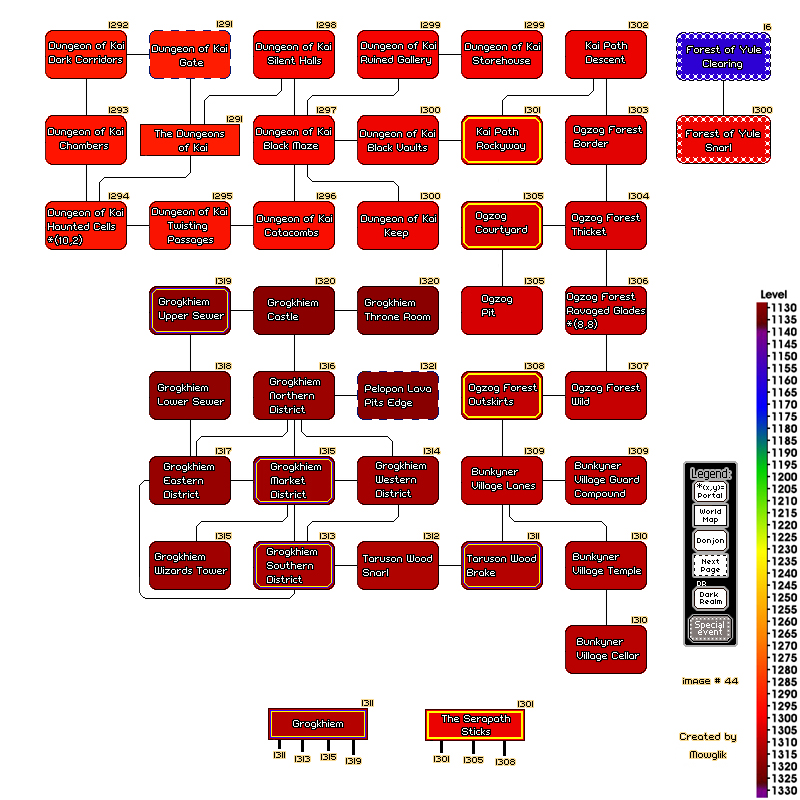 1292
1291
1298
1299
1299
1302
16
Dungeon of Kai
Dark Corridors
Dungeon of Kai
Gate
Dungeon of Kai
Silent Halls
Dungeon of Kai
Ruined Gallery
Dungeon of Kai
Storehouse
Kai Path
Descent
Forest of Yule
Clearing
1293
1291
1297
1300
1301
1303
1300
Dungeon of Kai
Chambers
The Dungeons
of Kai
Dungeon of Kai
Black Maze
Dungeon of Kai
Black Vaults
Kai Path
Rockyway
Ogzog Forest
Border
Forest of Yule
Snarl
1294
1295
1296
1300
1305
1304
Dungeon of Kai
Haunted Cells
*(10,2)
Dungeon of Kai
Twisting
Passages
Dungeon of Kai
Catacombs
Dungeon of Kai
Keep
Ogzog
Courtyard
Ogzog Forest
Thicket
1319
1320
1320
1305
1306
Grogkhiem
Upper Sewer
Grogkhiem
Castle
Grogkhiem
Throne Room
Ogzog
Pit
Ogzog Forest
Ravaged Glades
*(8,8)
1318
1316
1321
1308
1307
Grogkhiem
Lower Sewer
Grogkhiem
Northern
District
Pelopon Lava
Pits Edge
Ogzog Forest
Outskirts
Ogzog Forest
Wild
1317
1315
1314
1309
1309
Grogkhiem
Eastern
District
Grogkhiem
Market
District
Grogkhiem
Western
District
Bunkyner
Village Lanes
Bunkyner
Village Guard
Compound
1315
1313
1312
1311
1310
Grogkhiem
Wizards Tower
Grogkhiem
Southern
District
Taruson Wood
Snarl
Taruson Wood
Brake
Bunkyner
Village Temple
1310
Bunkyner
Village Cellar
1311
Grogkhiem
1311
1313
1315
1319
1301
The Serapath
Sticks
1301
1305
1308
Level
1130
1135
1140
1145
1150
1155
1160
1165
1170
1175
1180
1185
1190
1195
1200
1205
1210
1215
1220
1225
1230
1235
1240
1245
1250
1255
1260
1265
1270
1275
1280
1285
1290
1295
1300
1305
1310
1315
1320
1325
1330
Legend:
*(x,y)=
Portal
World
Map
Donjon
Next
Page
OR
Dark
Realm
Special
event
image # 44
Created by
Mowglik